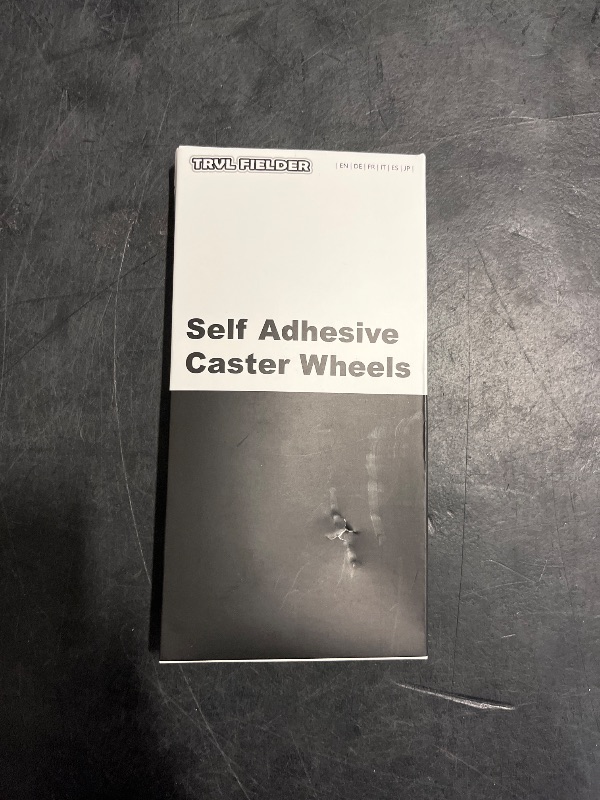 TRVL FIELDER
| EN | DE | FR | IT | ES | JP |
Self Adhesive
Caster Wheels